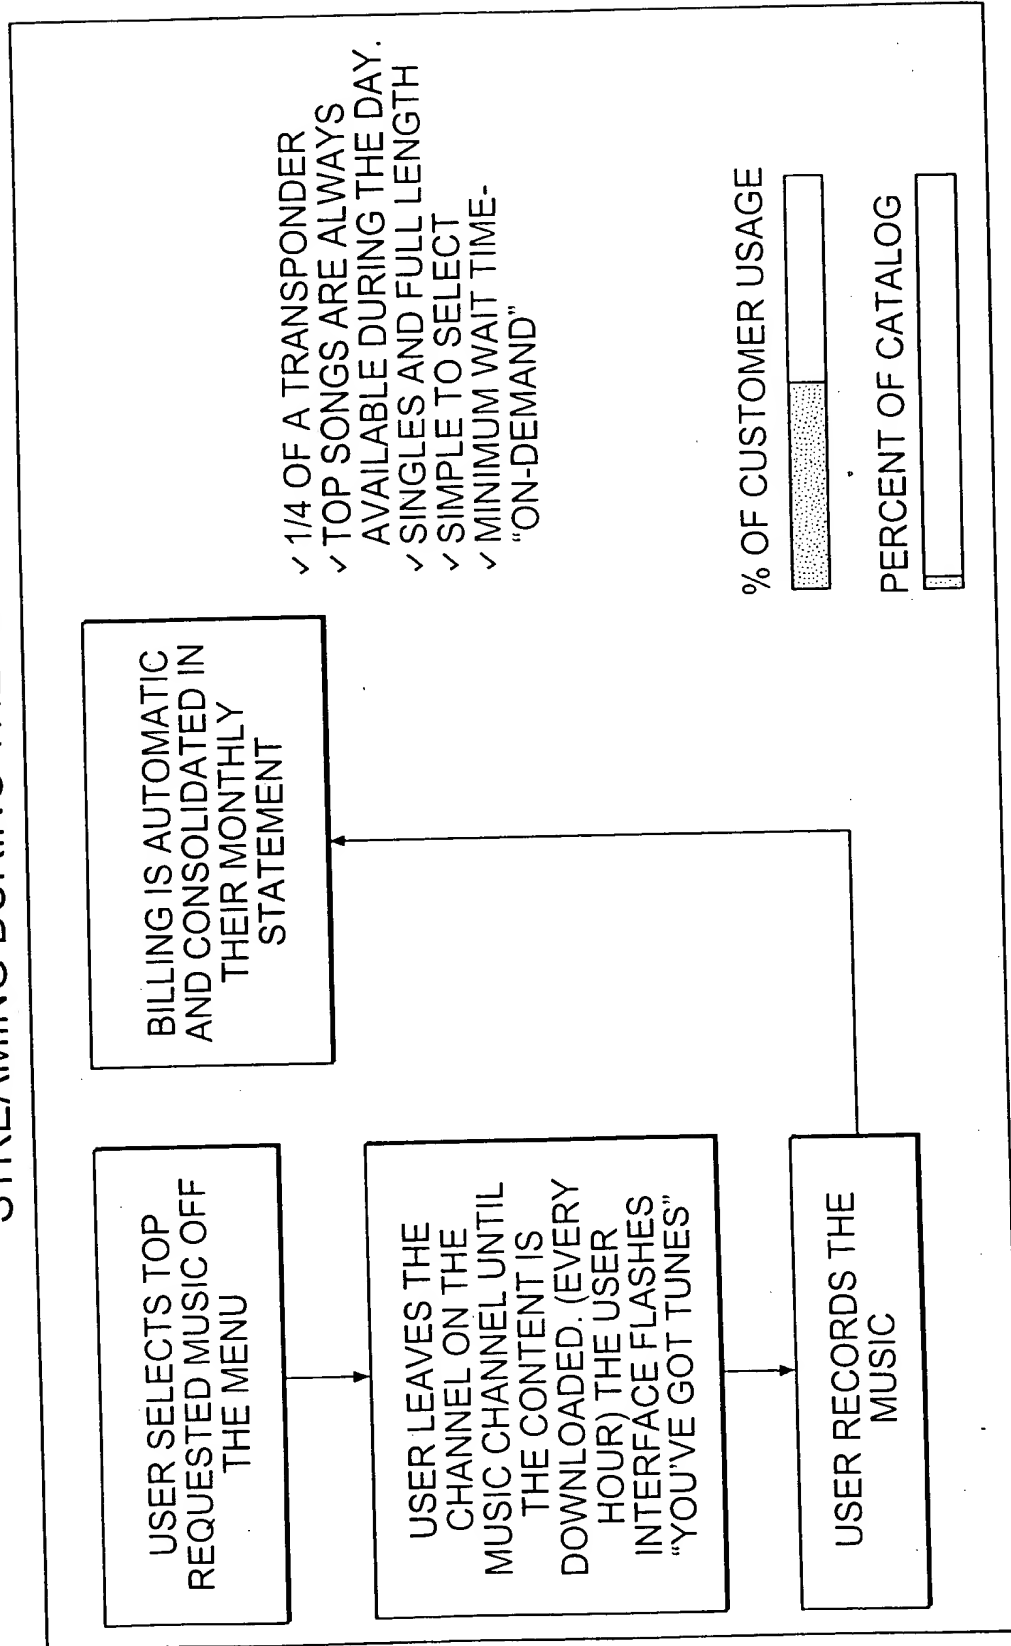 STREAMING DURING
USER SELECTS TOP
REQUESTED MUSIC OFF
THE MENU
USER LEAVES THE
CHANNEL ON THE
MUSIC CHANNEL UNTIL
THE CONTENT IS
DOWNLOADED. (EVERY
HOUR) THE USER
INTERFACE FLASHES
"YOU'VE GOT TUNES"
USER RECORDS THE
MUSIC
BILLING IS AUTOMATIC
AND CONSOLIDATED IN
THEIR MONTHLY
STATEMENT
✓ 1/4 OF A TRANSPONDER
✓ TOP SONGS ARE ALWAYS
AVAILABLE DURING THE DAY.
✓ SINGLES AND FULL LENGTH
✓ SIMPLE TO SELECT
✓ MINIMUM WAIT TIME-
"ON-DEMAND"
% OF CUSTOMER USAGE
PERCENT OF CATALOG